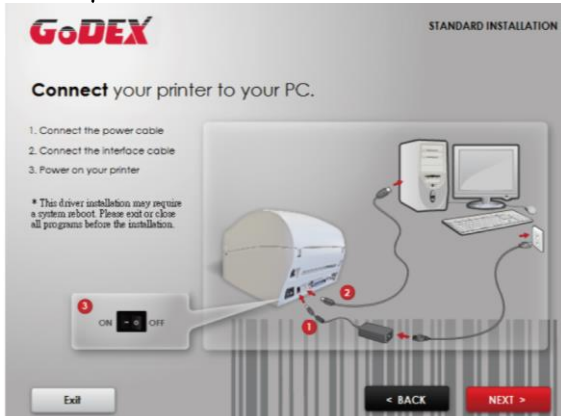 GoDEX
STANDARD INSTALLATION
Connect your printer to your PC.
1. Connect the power cable
2. Connect the interface cable
3. Power on your printer
* This driver installation may require
a system reboot. Please exit or close
all programs before the installation.
3
ON - o OFF
2
1
Exit
< BACK
NEXT >